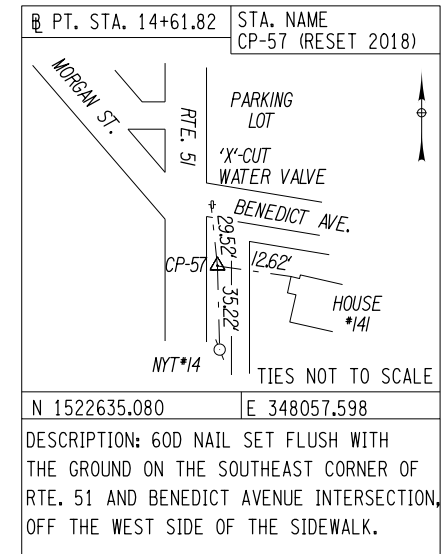 ℄ PT. STA. 14+61.82
STA. NAME
CP-57 (RESET 2018)
MORGAN ST.
RTE. 51
PARKING
LOT
'X'-CUT
WATER VALVE
BENEDICT AVE.
29.52'
CP-57
12.62'
35.22'
HOUSE
#141
NYT#14
TIES NOT TO SCALE
N 1522635.080
E 348057.598
DESCRIPTION: 60D NAIL SET FLUSH WITH
THE GROUND ON THE SOUTHEAST CORNER OF
RTE. 51 AND BENEDICT AVENUE INTERSECTION,
OFF THE WEST SIDE OF THE SIDEWALK.